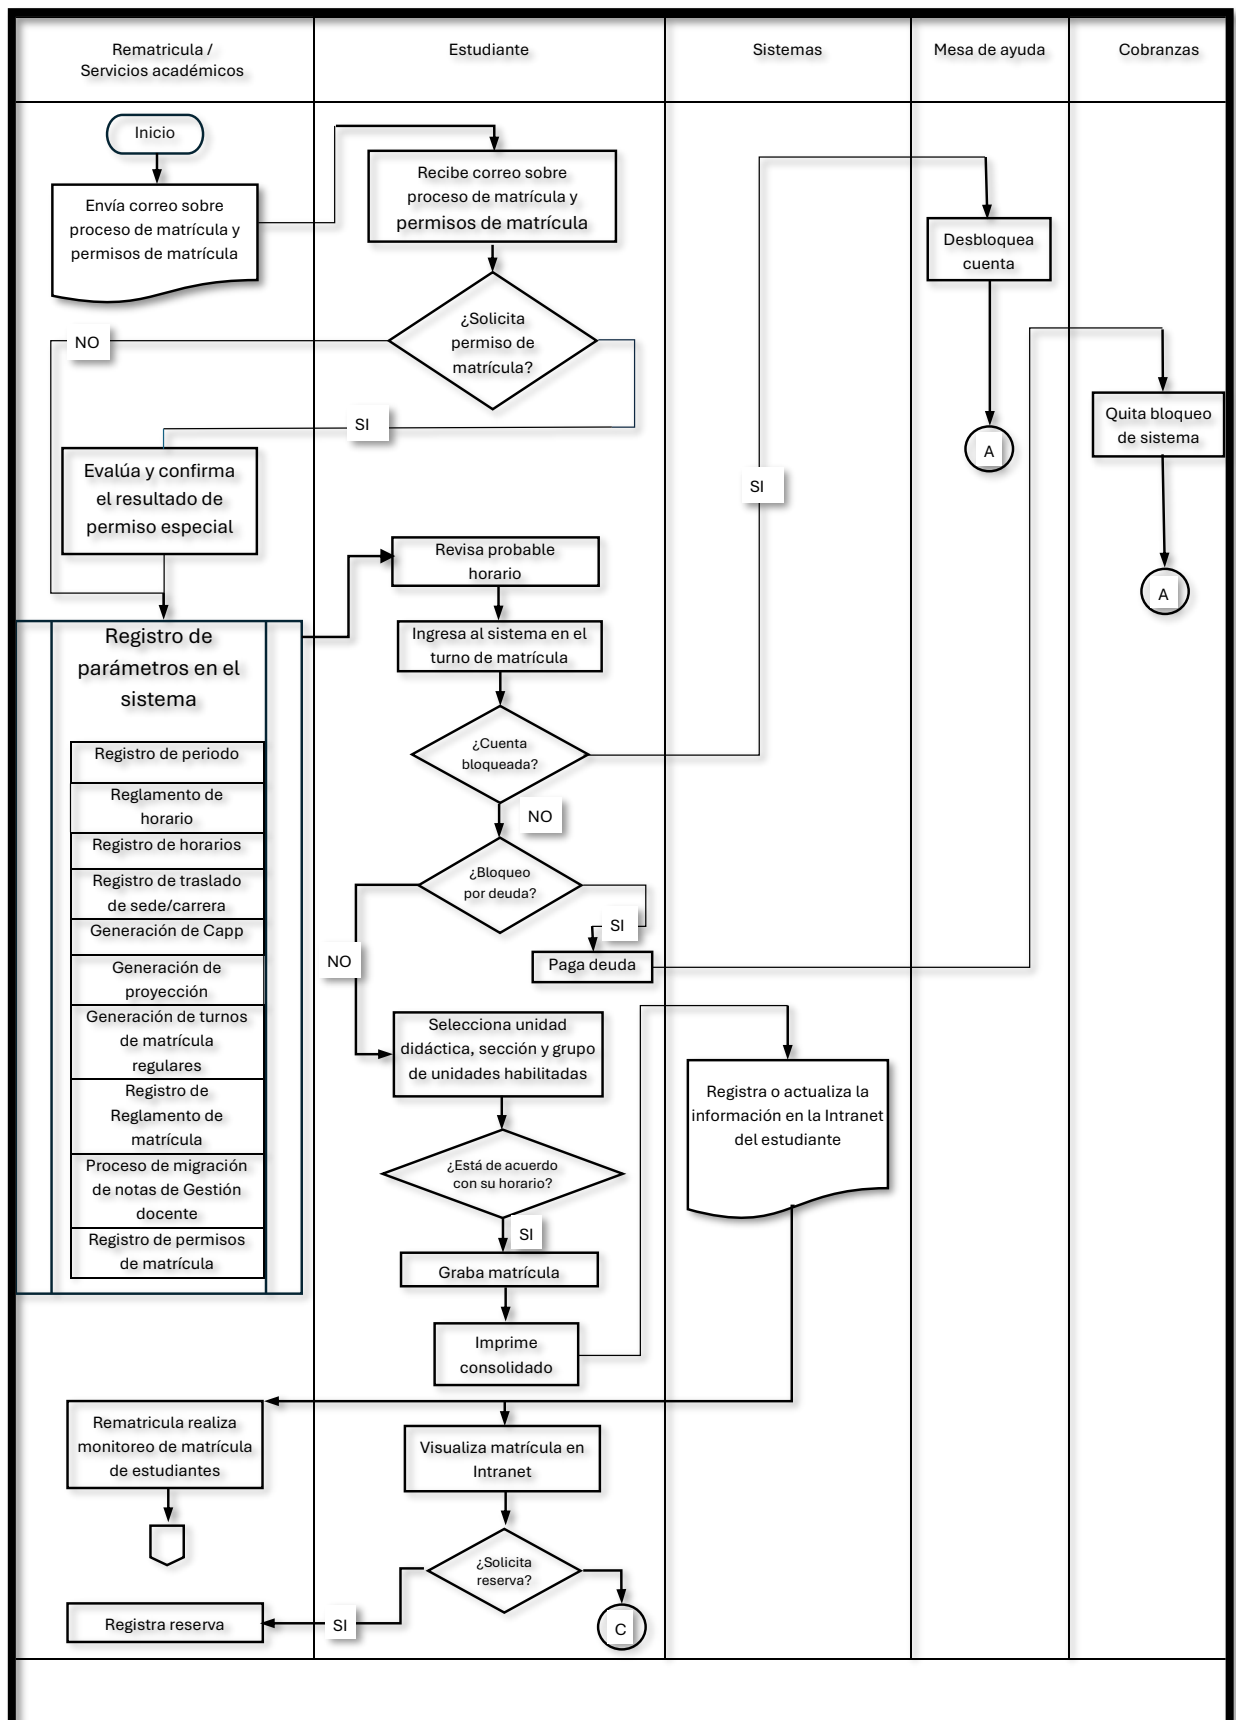 Rematricula /
Servicios académicos
Estudiante
Sistemas
Mesa de ayuda
Cobranzas
Inicio
Envía correo sobre
proceso de matrícula y
permisos de matrícula
Recibe correo sobre
proceso de matrícula y
permisos de matrícula
¿Solicita
permiso de
matrícula?
NO
SI
Evalúa y confirma
el resultado de
permiso especial
Desbloquea
cuenta
A
Quita bloqueo
de sistema
A
SI
Revisa probable
horario
Ingresa al sistema en el
turno de matrícula
¿Cuenta
bloqueada?
NO
¿Bloqueo
por deuda?
SI
NO
Paga deuda
Registro de
parámetros en el
sistema
Registro de periodo
Reglamento de
horario
Registro de horarios
Registro de traslado
de sede/carrera
Generación de Capp
Generación de
proyección
Generación de turnos
de matrícula
regulares
Registro de
Reglamento de
matrícula
Proceso de migración
de notas de Gestión
docente
Registro de permisos
de matrícula
Selecciona unidad
didáctica, sección y grupo
de unidades habilitadas
¿Está de acuerdo
con su horario?
SI
Graba matrícula
Imprime
consolidado
Registra o actualiza la
información en la Intranet
del estudiante
Rematricula realiza
monitoreo de matrícula
de estudiantes
Visualiza matrícula en
Intranet
¿Solicita
reserva?
SI
C
Registra reserva